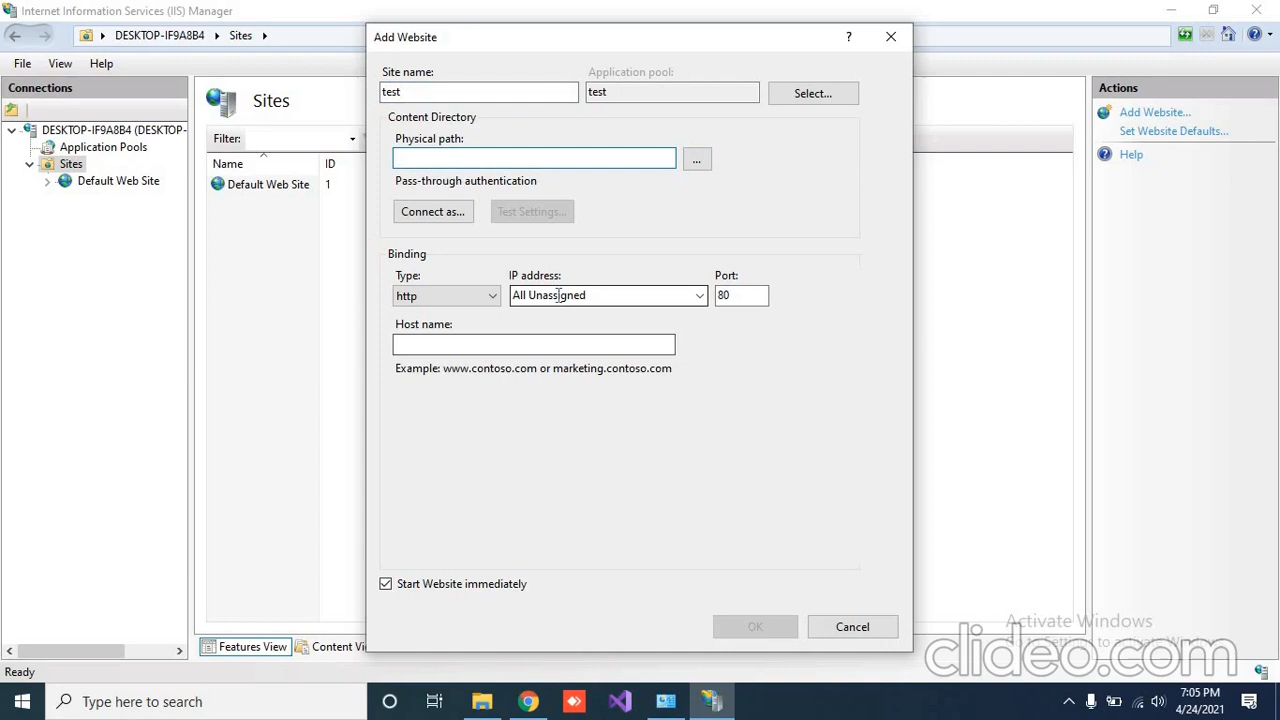 Internet Information Services (IIS) Manager
DESKTOP-IF9A8B4
Sites
File View Help
Connections
DESKTOP-IF9A8B4 (DESKTOP-
Application Pools
Sites
Default Web Site
Sites
Filter:
Name ID
Default Web Site 1
Features View
Content Vi
Ready
Add Website
?
Site name:
Application pool:
test
test
Select...
Content Directory
Physical path:
...
Pass-through authentication
Connect as...
Test Settings...
Binding
Type:
IP address:
Port:
http
All Unassigned
80
Host name:
Example: www.contoso.com or marketing.contoso.com
Start Website immediately
OK
Cancel
Actions
Add Website...
Set Website Defaults...
Help
Activate Windows
Settings to activate Windows
clideo.com
Type here to search
7:05 PM
4/24/2021